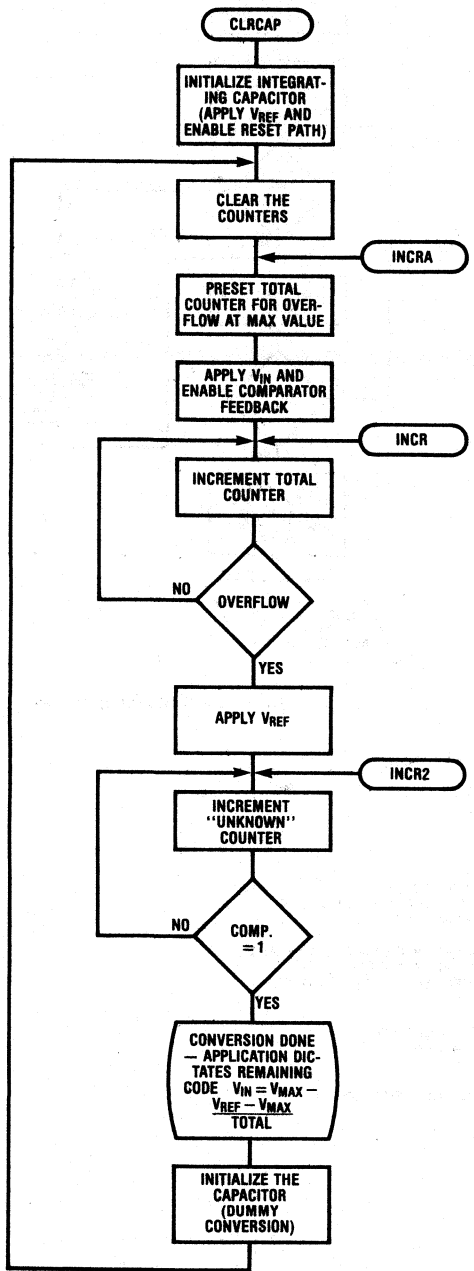 CLRCAP
INITIALIZE INTEGRAT-
ING CAPACITOR
(APPLY VREF AND
ENABLE RESET PATH)
CLEAR THE
COUNTERS
INCRA
PRESET TOTAL
COUNTER FOR OVER-
FLOW AT MAX VALUE
APPLY VIN AND
ENABLE COMPARATOR
FEEDBACK
INCR
INCREMENT TOTAL
COUNTER
NO
OVERFLOW
YES
APPLY VREF
INCR2
INCREMENT
"UNKNOWN"
COUNTER
NO
COMP.
=1
YES
CONVERSION DONE
— APPLICATION DIC-
TATES REMAINING
CODE VIN = VMAX –
VREF – VMAX
TOTAL
INITIALIZE THE
CAPACITOR
(DUMMY
CONVERSION)